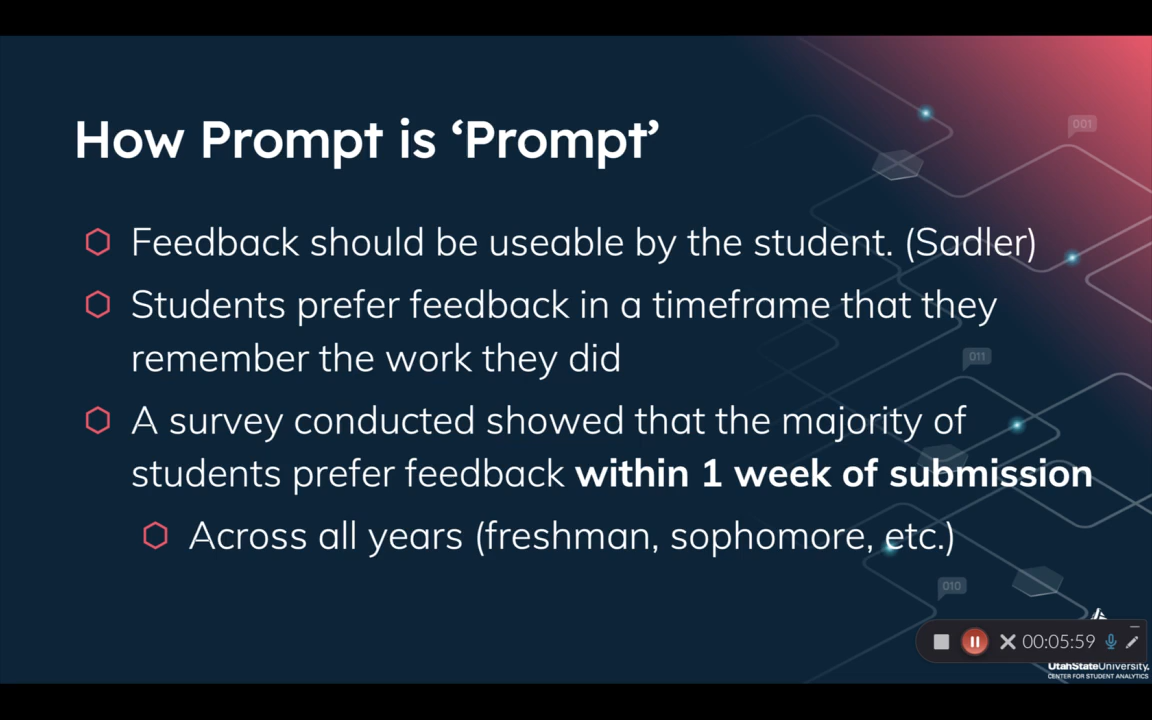 How Prompt is ‘Prompt’
001
Feedback should be useable by the student. (Sadler)
Students prefer feedback in a timeframe that they
remember the work they did
011
A survey conducted showed that the majority of
students prefer feedback within 1 week of submission
Across all years (freshman, sophomore, etc.)
010
00:05:59
UtahStateUniversity.
CENTER FOR STUDENT ANALYTICS